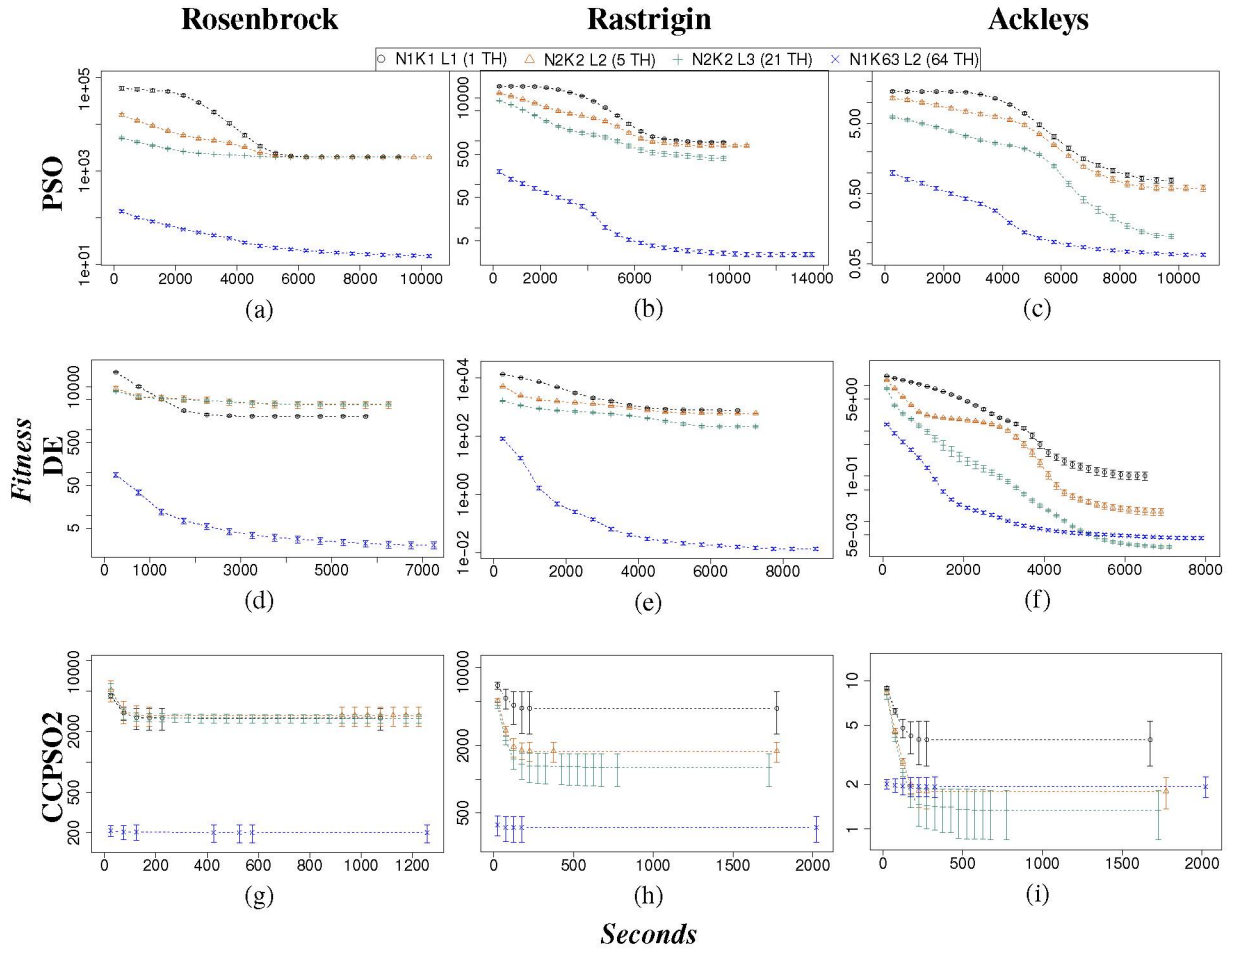 Rosenbrock Rastrigin Ackleys
N1K1 L1 (1 TH) N2K2 L2 (5 TH) N2K2 L3 (21 TH) N1K63 L2 (64 TH)
PSO
1e+05
1e+03
1e+01
0 2000 4000 6000 8000 10000
(a)
10000
500
50
5
0 2000 4000 6000 8000 10000 14000
(b)
5.00
0.50
0.05
0 2000 4000 6000 8000 10000
(c)
Fitness
DE
10000
5000
50
5
0 1000 3000 5000 7000
(d)
1e+04
1e+02
1e+00
1e-02
0 2000 4000 6000 8000
(e)
5e+00
1e-01
5e-03
0 2000 4000 6000 8000
(f)
CCPSO2
10000
2000
500
200
0 200 400 600 800 1000 1200
(g)
10000
2000
500
0 500 1000 1500 2000
(h)
10
5
2
1
0 500 1000 1500 2000
(i)
Seconds